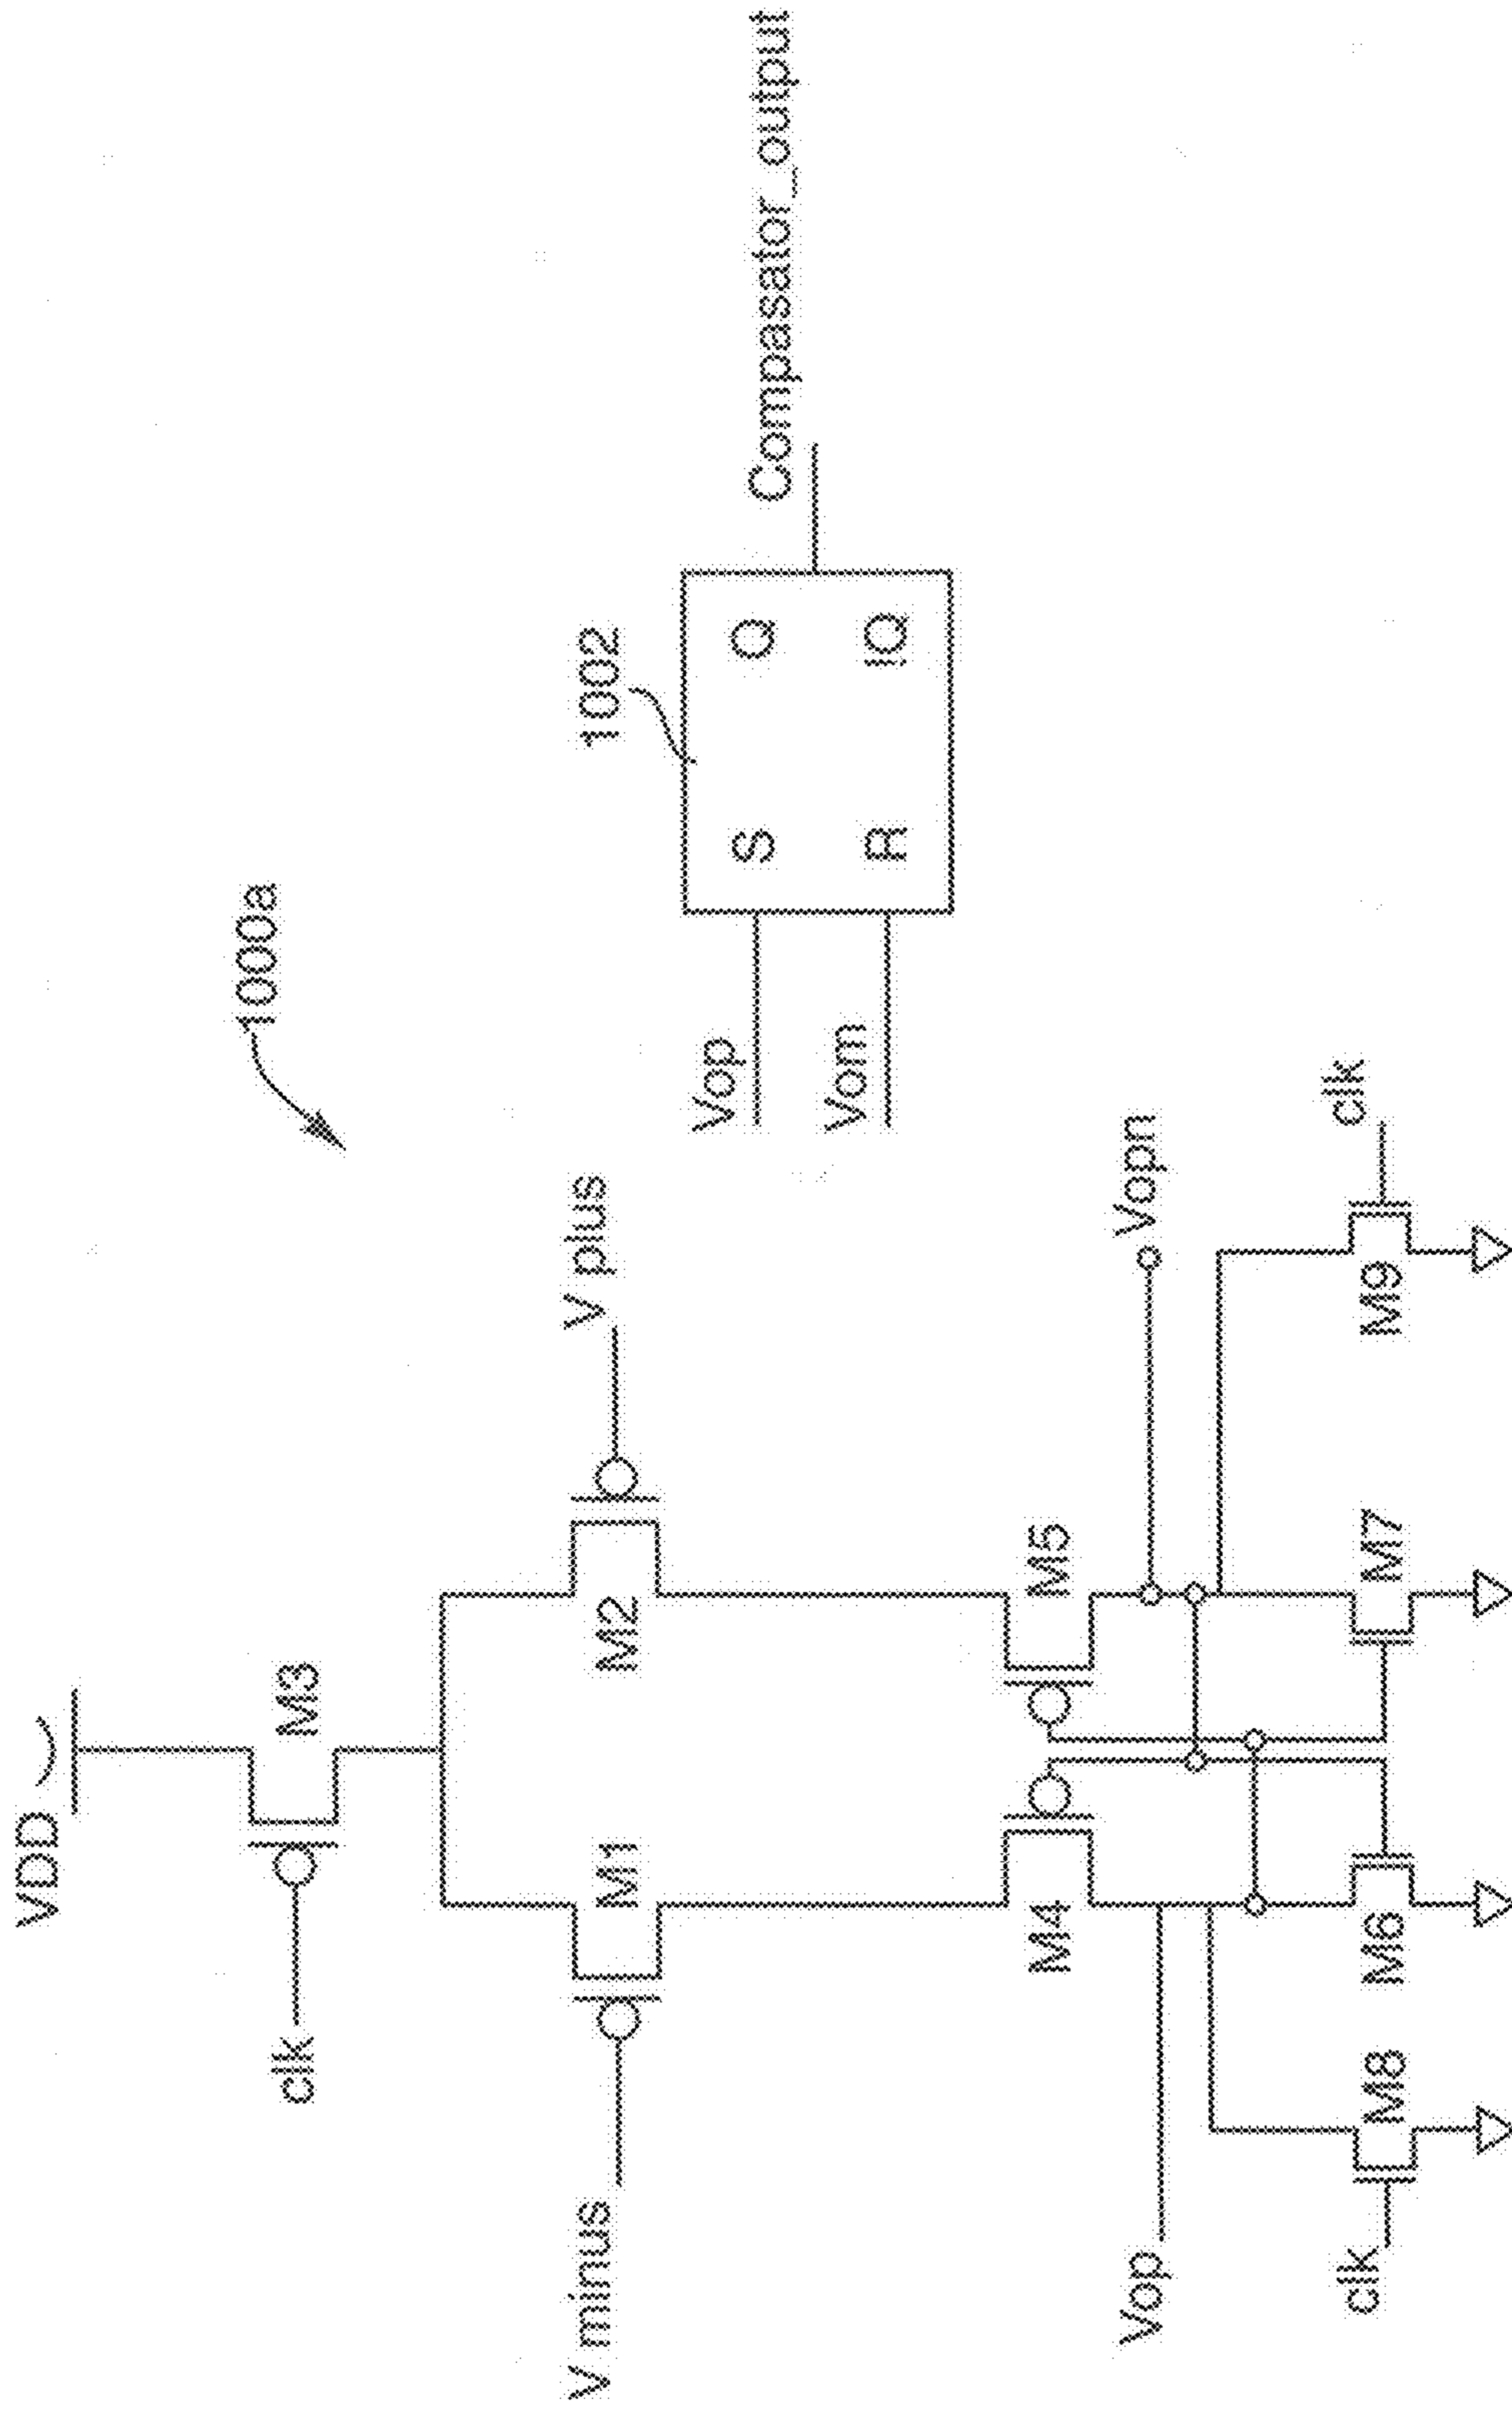 VDD
clk
M3
1000a
V minus
M1
M2
V plus
1002
Vop
Vom
S
R
Q
!Q
Compasator_output
Vop
M4
M5
Vopn
clk
M8
M6
M7
M9
clk